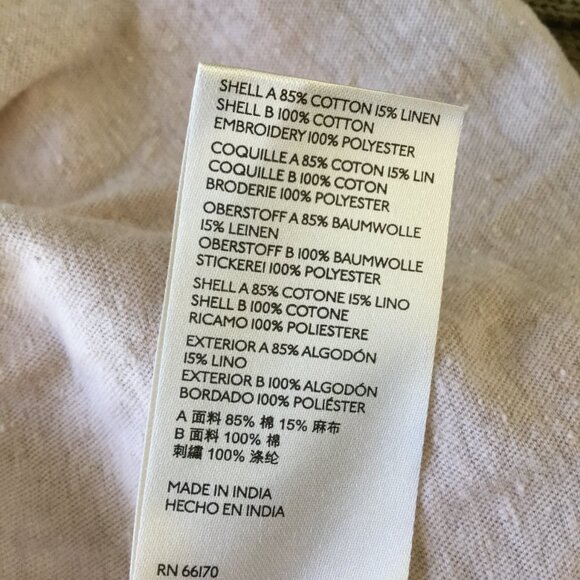 SHELL A 85% COTTON 15% LINEN
SHELL B 100% COTTON
EMBROIDERY 100% POLYESTER
COQUILLE A 85% COTON 15% LIN
COQUILLE B 100% COTON
BRODERIE 100% POLYESTER
OBERSTOFF A 85% BAUMWOLLE
15% LEINEN
OBERSTOFF B 100% BAUMWOLLE
STICKEREI 100% POLYESTER
SHELL A 85% COTONE 15% LINO
SHELL B 100% COTONE
RICAMO 100% POLIESTERE
EXTERIOR A 85% ALGODÓN
15% LINO
EXTERIOR B 100% ALGODÓN
BORDADO 100% POLIÉSTER
A 面料 85% 棉 15% 麻布
B 面料 100% 棉
刺繡 100% 涤纶
MADE IN INDIA
HECHO EN INDIA
RN 66170